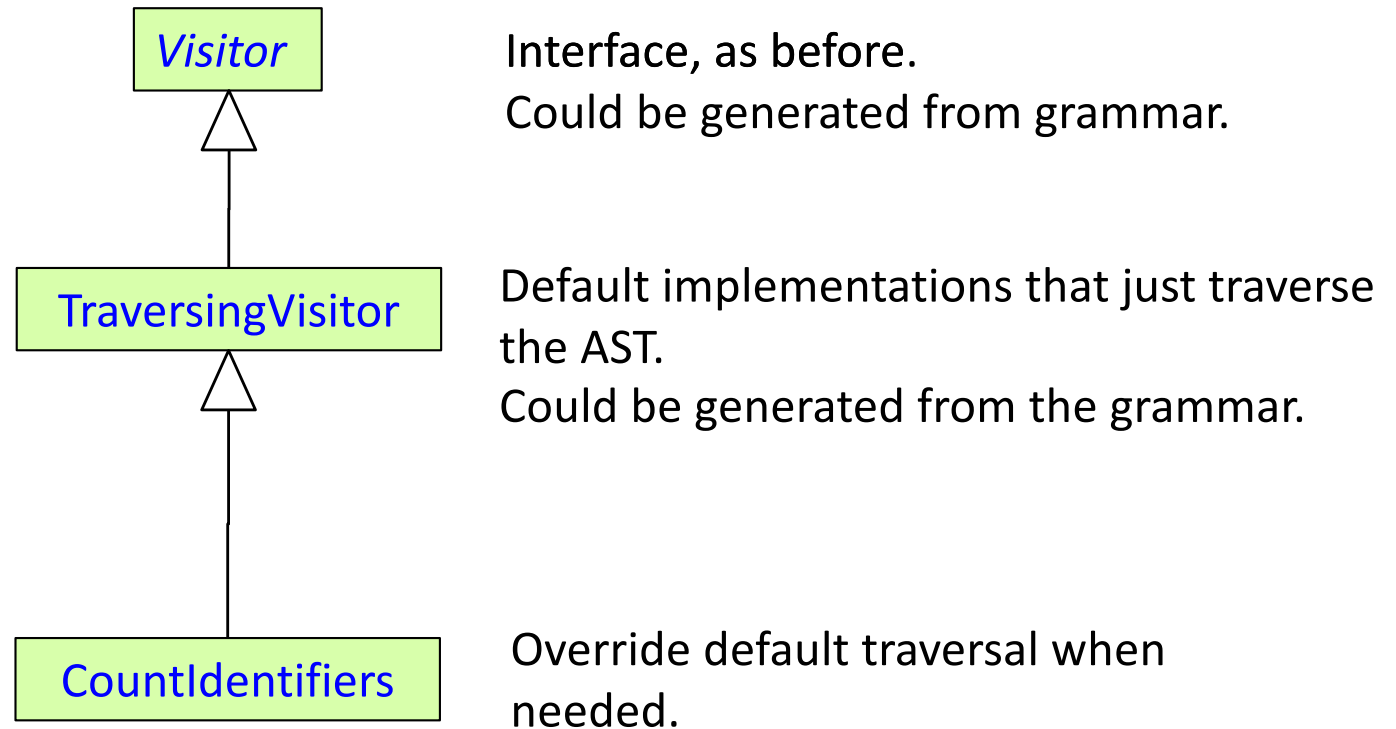 Visitor
Interface, as before.
Could be generated from grammar.
TraversingVisitor
Default implementations that just traverse
the AST.
Could be generated from the grammar.
CountIdentifiers
Override default traversal when
needed.